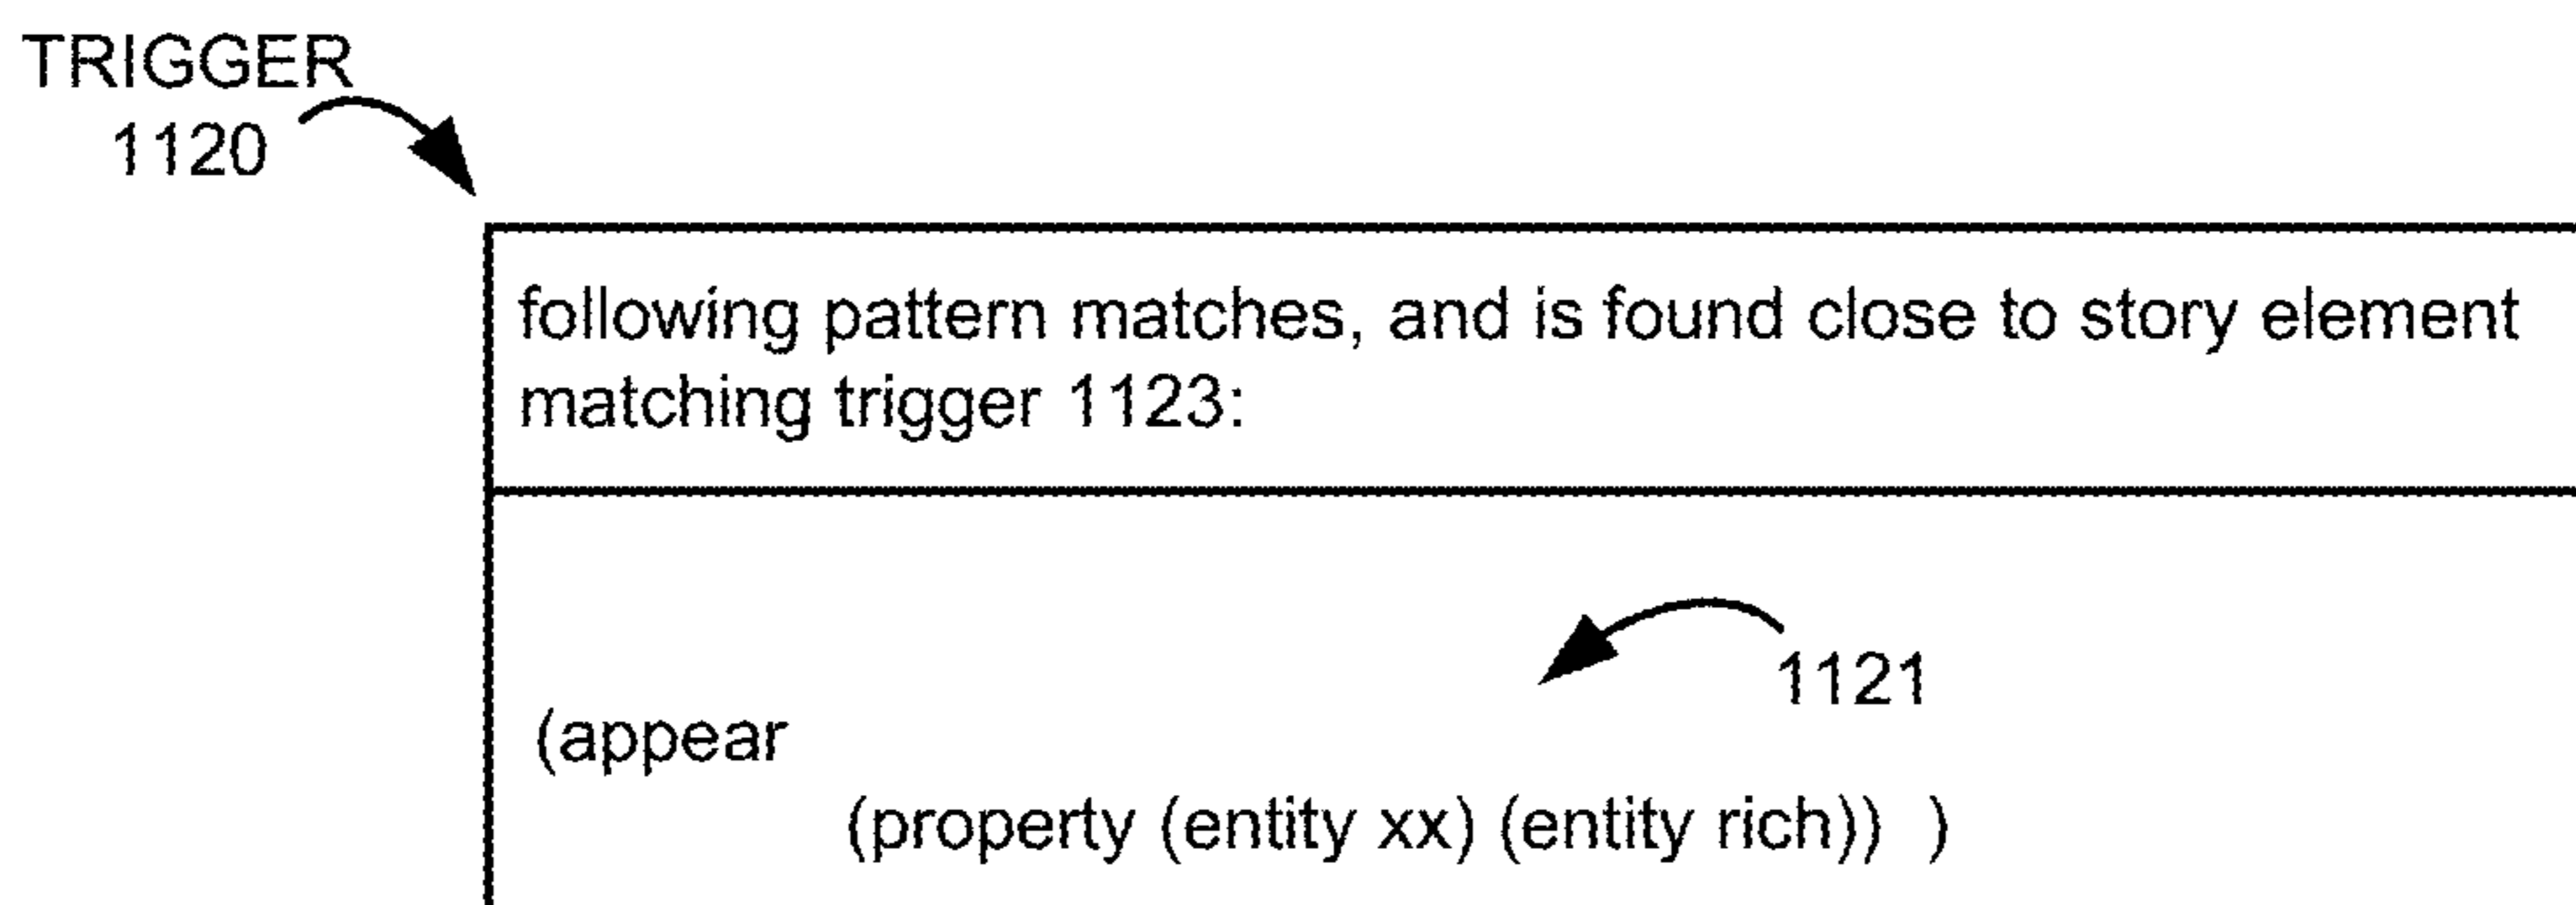 TRIGGER
1120
following pattern matches, and is found close to story element
matching trigger 1123:
1121
(appear
(property (entity xx) (entity rich)) )